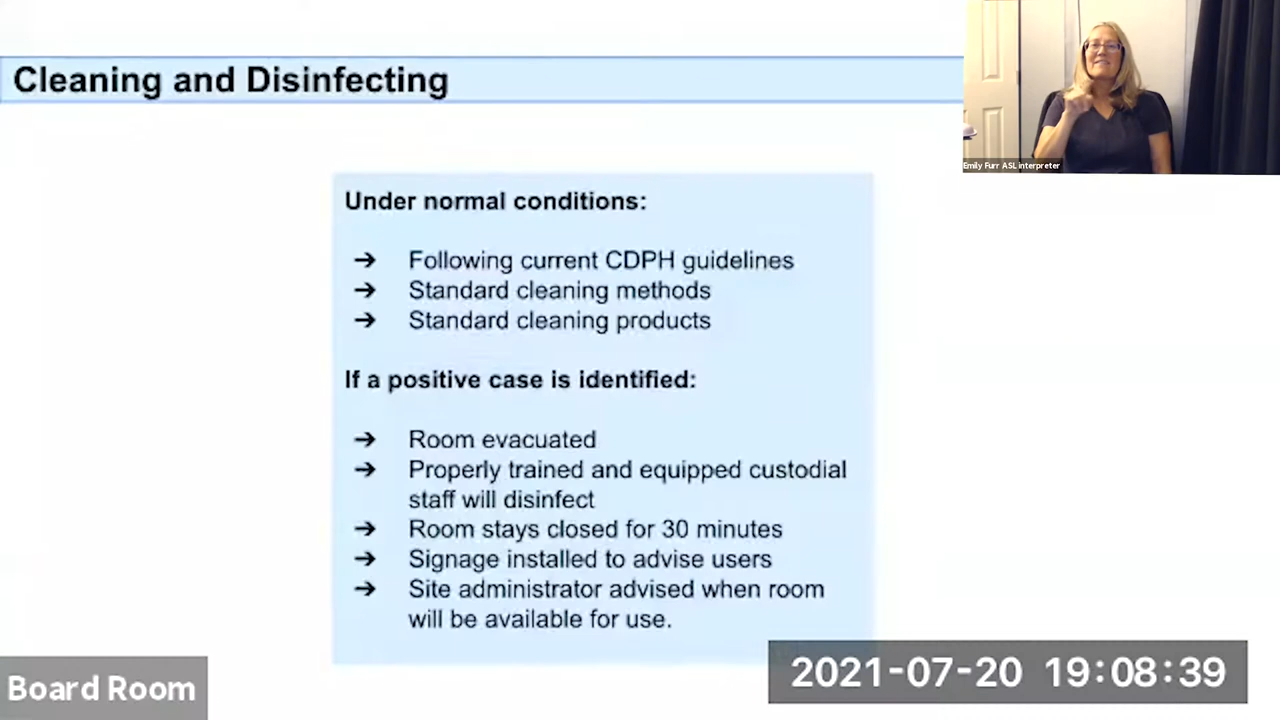 Cleaning and Disinfecting
Emily Furr ASL interpreter
Under normal conditions:
➔ Following current CDPH guidelines
➔ Standard cleaning methods
➔ Standard cleaning products
If a positive case is identified:
➔ Room evacuated
➔ Properly trained and equipped custodial
staff will disinfect
➔ Room stays closed for 30 minutes
➔ Signage installed to advise users
➔ Site administrator advised when room
will be available for use.
Board Room
2021-07-20 19:08:39